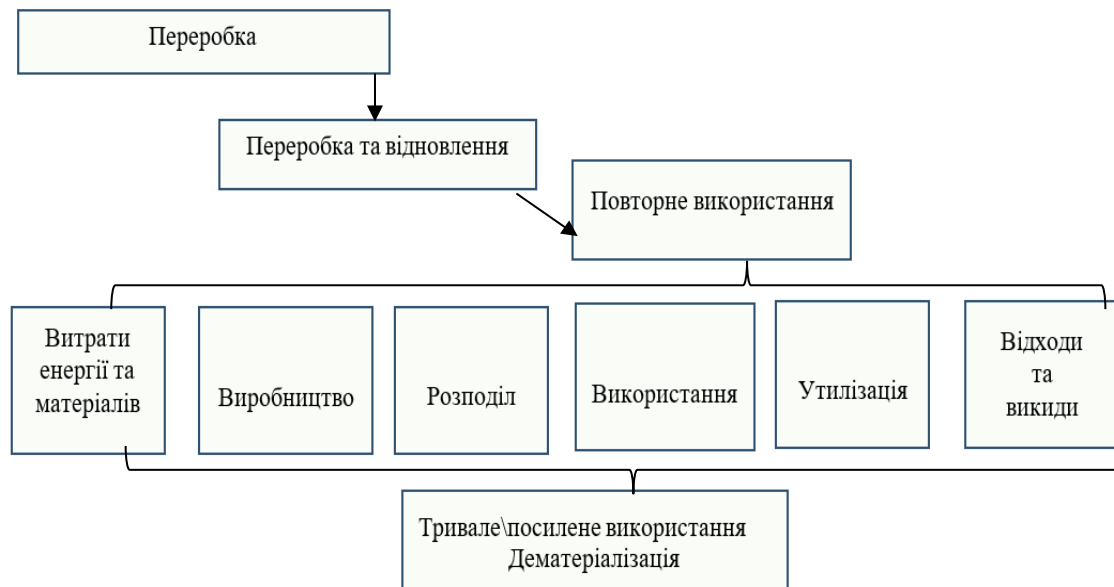 Переробка
Переробка та відновлення
Повторне використання
Витрати
енергії та
матеріалів
Виробництво
Розподіл
Використання
Утилізація
Відходи
та
викиди
Тривале\посилене використання
Дематеріалізація